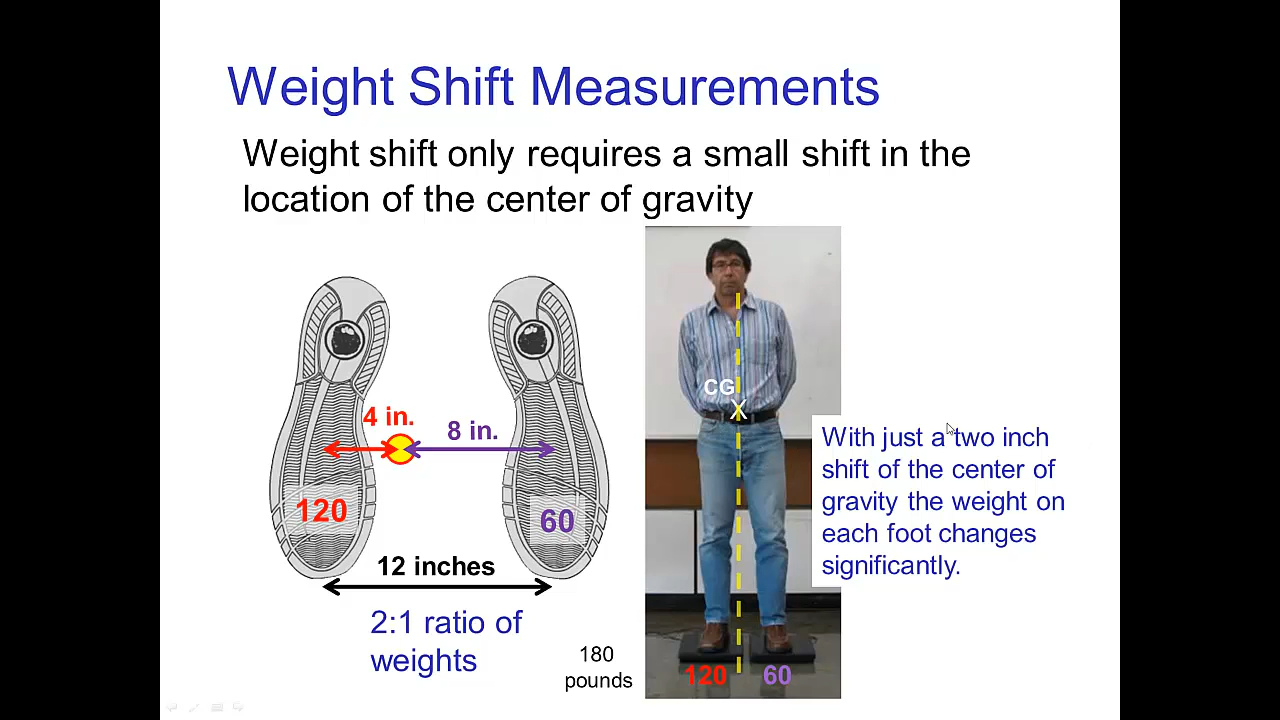 Weight Shift Measurements
Weight shift only requires a small shift in the
location of the center of gravity
4 in.
8 in.
120
60
12 inches
2:1 ratio of
weights
180
pounds
CG
X
120
60
With just a two inch
shift of the center of
gravity the weight on
each foot changes
significantly.